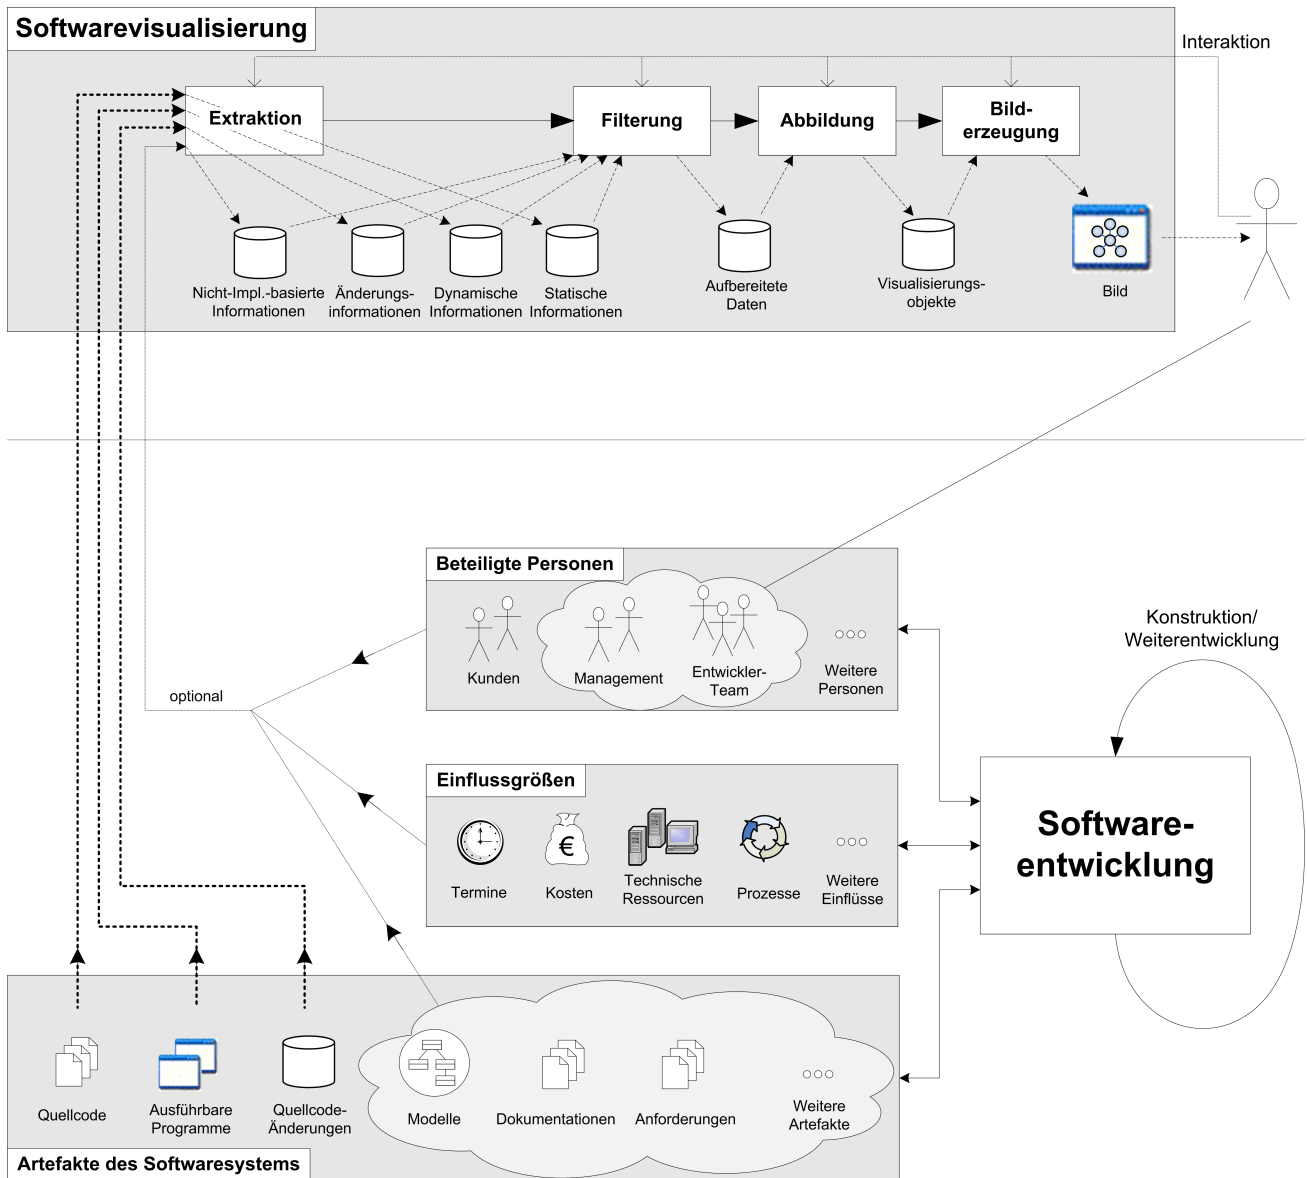 Softwarevisualisierung
Interaktion
Extraktion
Filterung
Abbildung
Bild-
erzeugung
Nicht-Impl.-basierte
Informationen
Änderungs-
informationen
Dynamische
Informationen
Statische
Informationen
Aufbereitete
Daten
Visualisierungs-
objekte
Bild
Beteiligte Personen
Kunden
Management
Entwickler-
Team
Weitere
Personen
optional
Konstruktion/
Weiterentwicklung
Einflussgrößen
€
Termine
Kosten
Technische
Ressourcen
Prozesse
Weitere
Einflüsse
Software-
entwicklung
Quellcode
Ausführbare
Programme
Quellcode-
Änderungen
Modelle
Dokumentationen
Anforderungen
Weitere
Artefakte
Artefakte des Softwaresystems